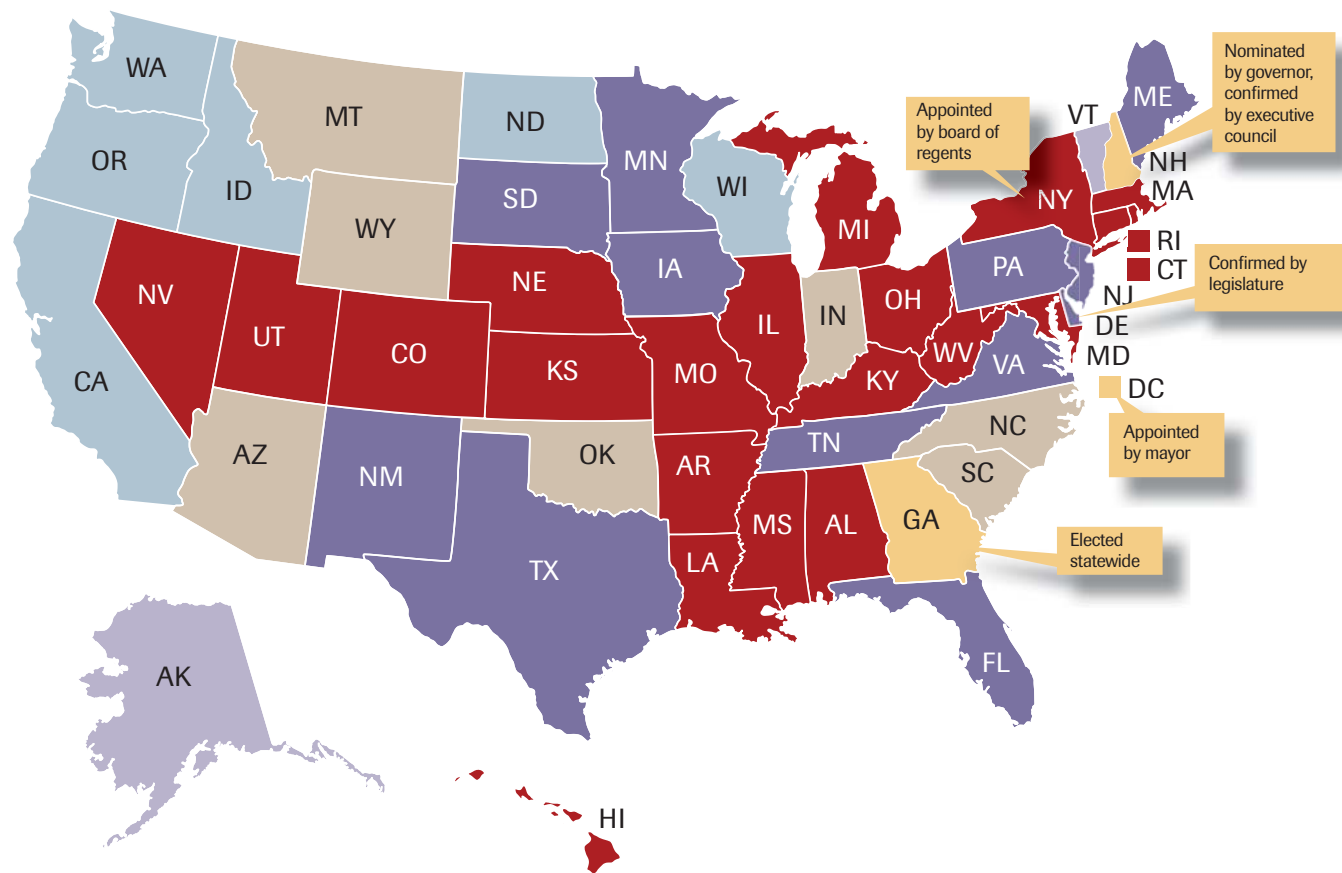 WA
MT
ND
MN
OR
ID
WY
SD
WI
MI
Appointed
by board of
regents
VT
ME
Nominated
by governor,
confirmed
by executive
council
NH
MA
NY
RI
CT
NV
UT
CA
CO
NE
IA
KS
MO
IL
IN
OH
PA
WV
KY
VA
NJ
DE
MD
DC
Confirmed by
legislature
Appointed
by mayor
AZ
NM
OK
AR
TN
NC
SC
MS
AL
GA
LA
TX
FL
Elected
statewide
AK
HI